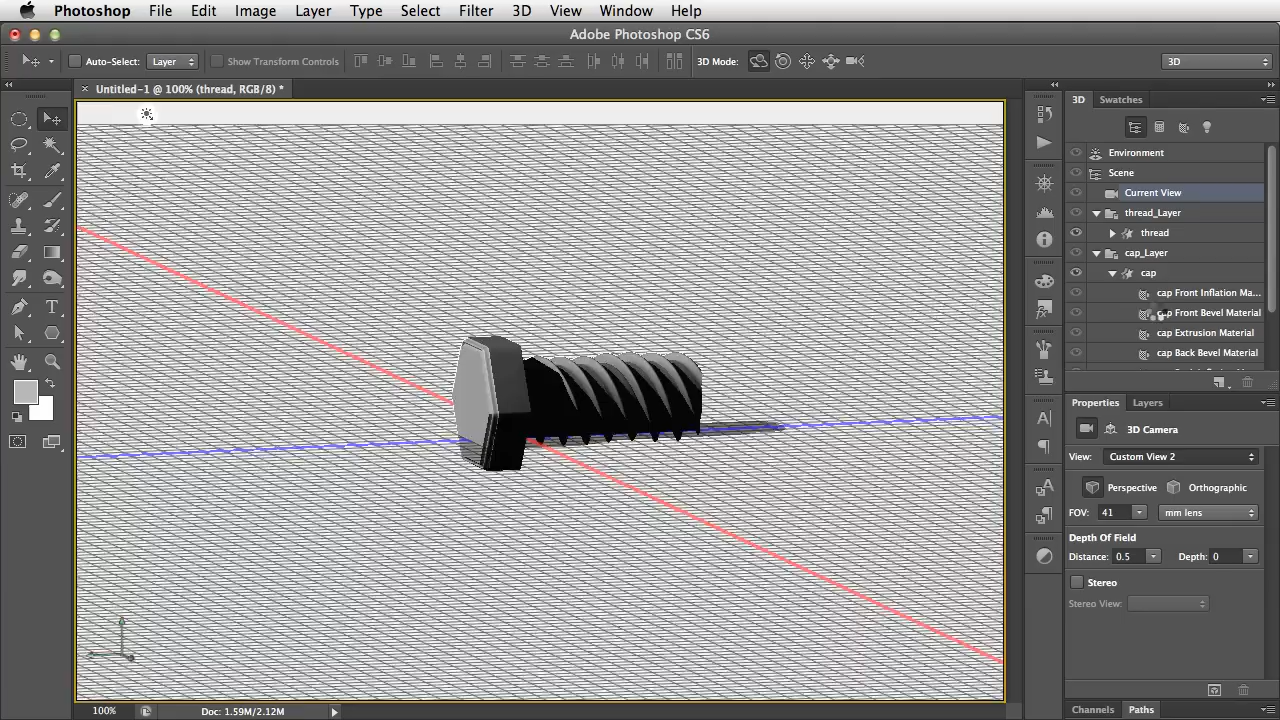 Photoshop File Edit Image Layer Type Select Filter 3D View Window Help
Adobe Photoshop CS6
Auto-Select: Layer Show Transform Controls 3D Mode: 3D
Untitled-1 @ 100% (thread, RGB/8) *
3D Swatches
Environment
Scene
Current View
thread_Layer
thread
cap_Layer
cap
cap Front Inflation Ma...
cap Front Bevel Material
cap Extrusion Material
cap Back Bevel Material
Properties Layers
3D Camera
View: Custom View 2
Perspective Orthographic
FOV: 41 mm lens
Depth Of Field
Distance: 0.5 Depth: 0
Stereo
Stereo View:
Channels Paths
100% Doc: 1.59M/2.12M